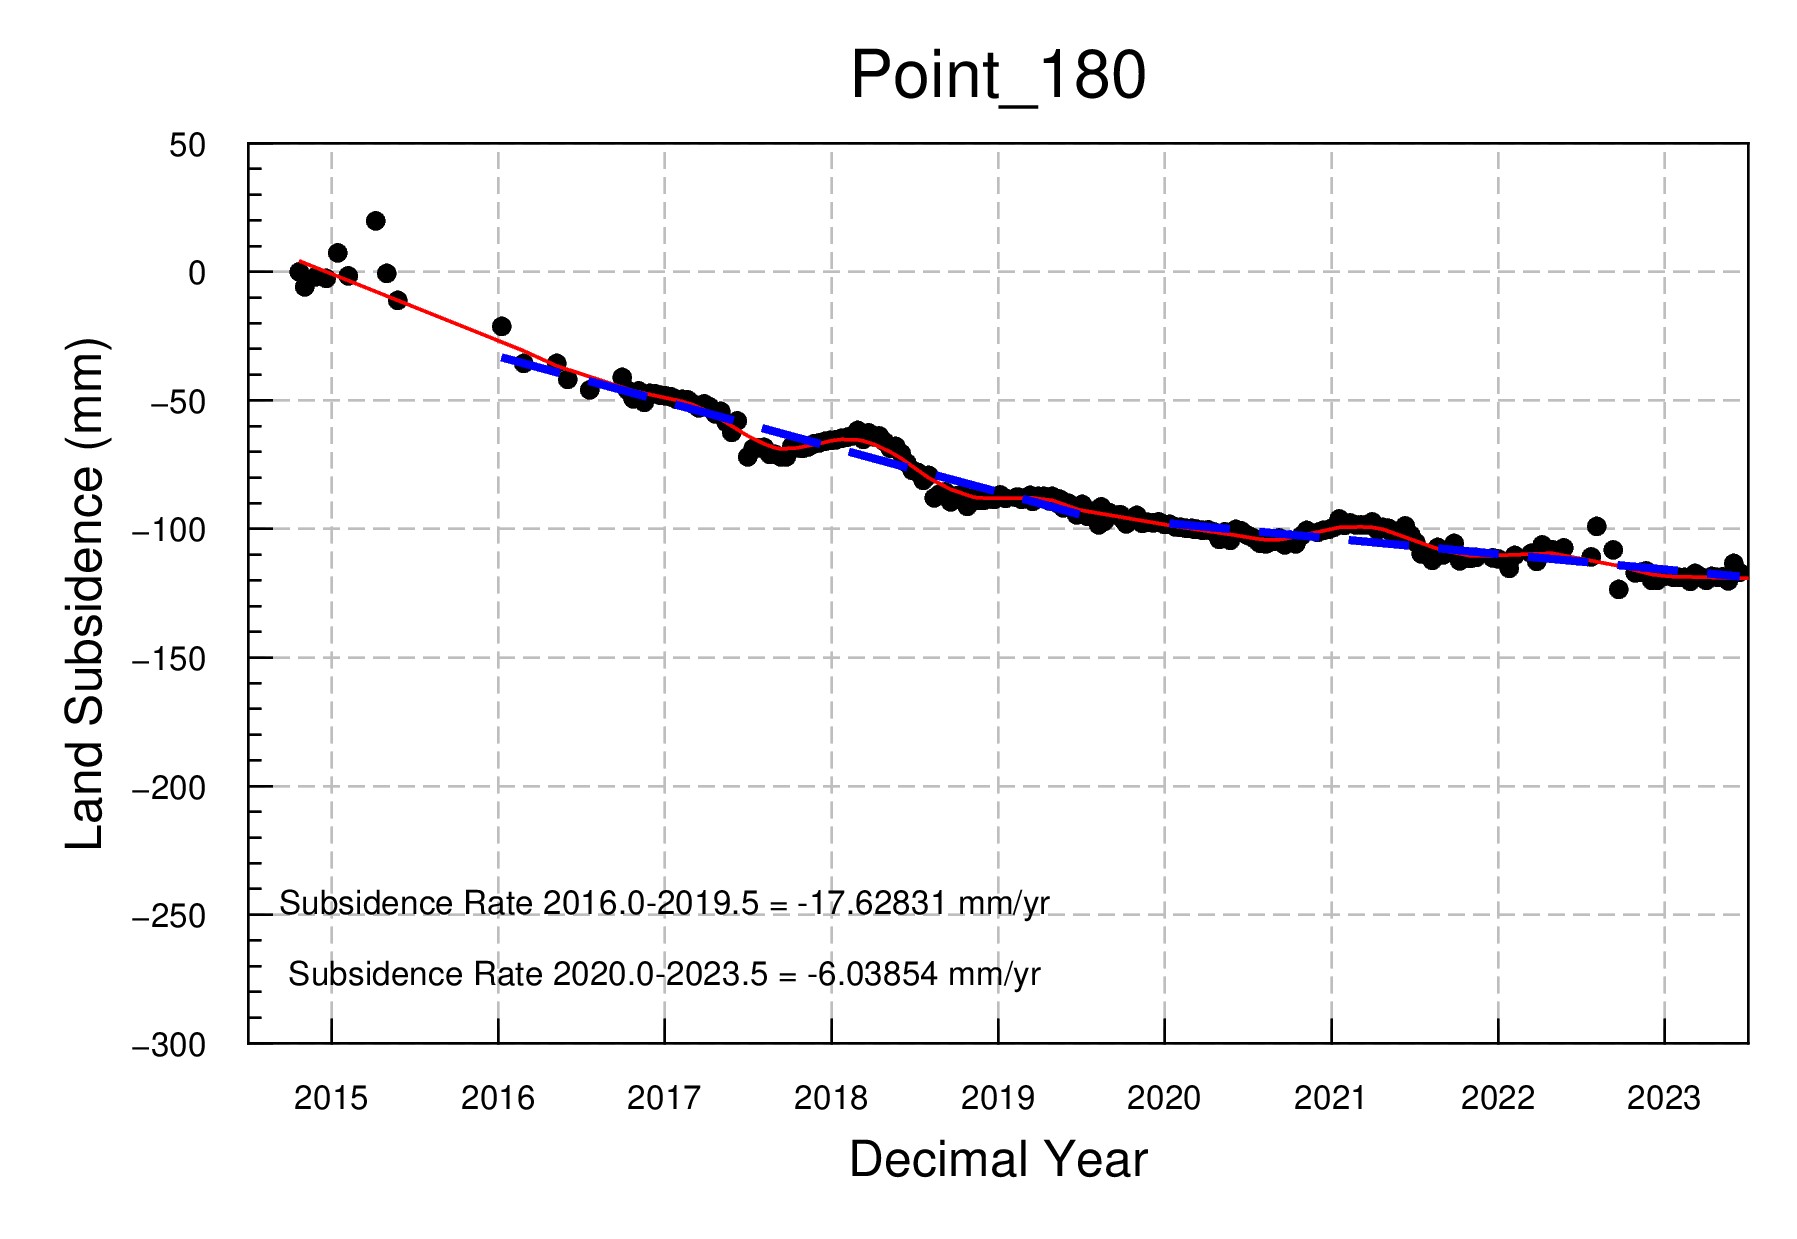 Point_180
50
0
−50
−100
−150
−200
−250
−300
Land Subsidence (mm)
Subsidence Rate 2016.0-2019.5 = -17.62831 mm/yr
Subsidence Rate 2020.0-2023.5 = -6.03854 mm/yr
2015 2016 2017 2018 2019 2020 2021 2022 2023
Decimal Year